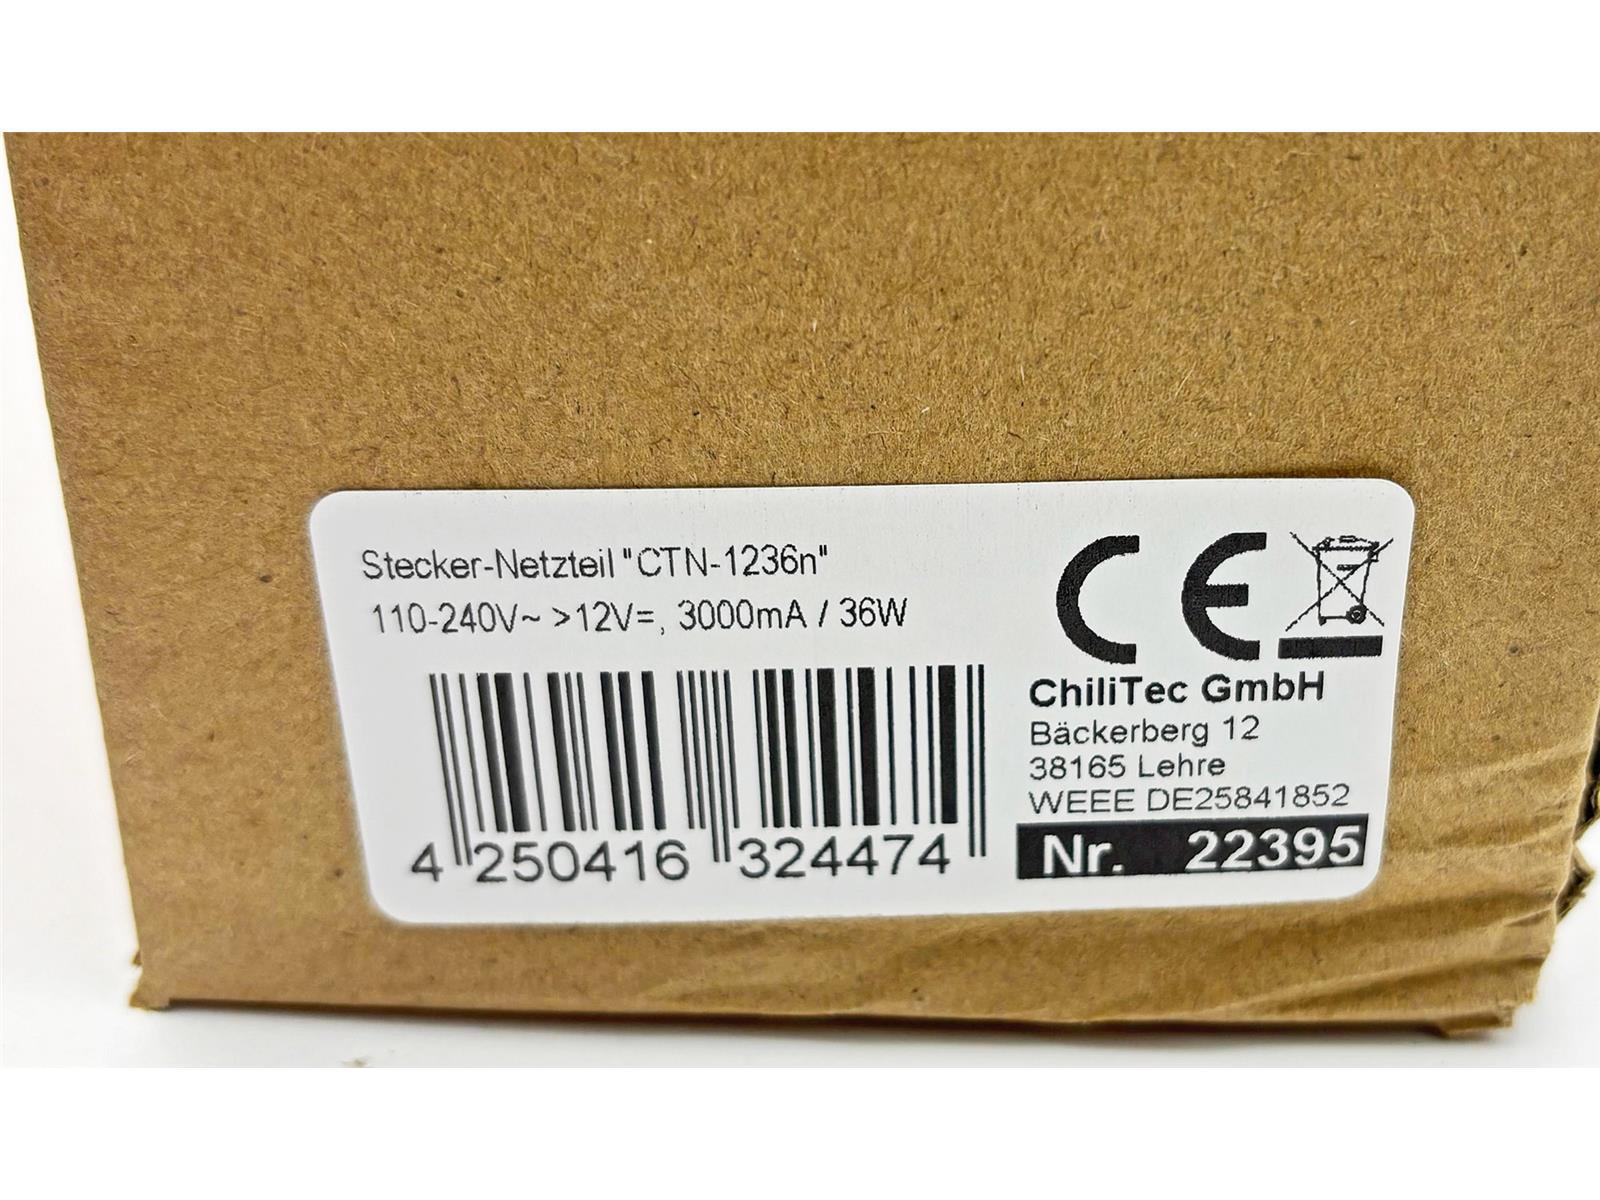 Stecker-Netzteil "CTN-1236n"
110-240V~ >12V=, 3000mA / 36W
CE
ChiliTec GmbH
Bäckerberg 12
38165 Lehre
WEEE DE25841852
Nr. 22395
4 250416 324474